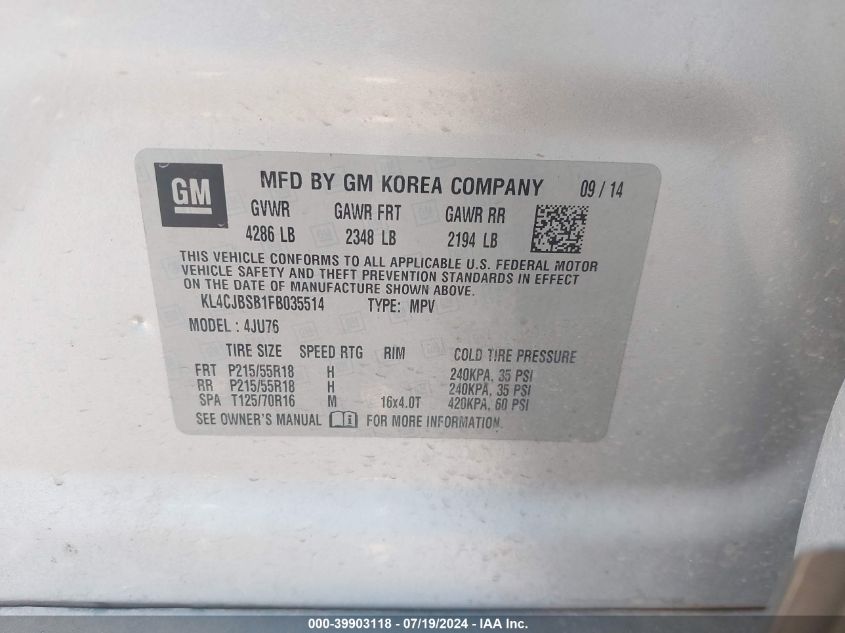 GM
MFD BY GM KOREA COMPANY 09 / 14
GVWR GAWR FRT GAWR RR
4286 LB 2348 LB 2194 LB
THIS VEHICLE CONFORMS TO ALL APPLICABLE U.S. FEDERAL MOTOR
VEHICLE SAFETY AND THEFT PREVENTION STANDARDS IN EFFECT
ON THE DATE OF MANUFACTURE SHOWN ABOVE.
KL4CJBSB1FB035514 TYPE: MPV
MODEL : 4JU76
TIRE SIZE SPEED RTG RIM COLD TIRE PRESSURE
FRT P215/55R18 H 240KPA, 35 PSI
RR P215/55R18 H 240KPA, 35 PSI
SPA T125/70R16 M 16x4.0T 420KPA, 60 PSI
SEE OWNER'S MANUAL FOR MORE INFORMATION.
000-39903118 - 07/19/2024 - IAA Inc.